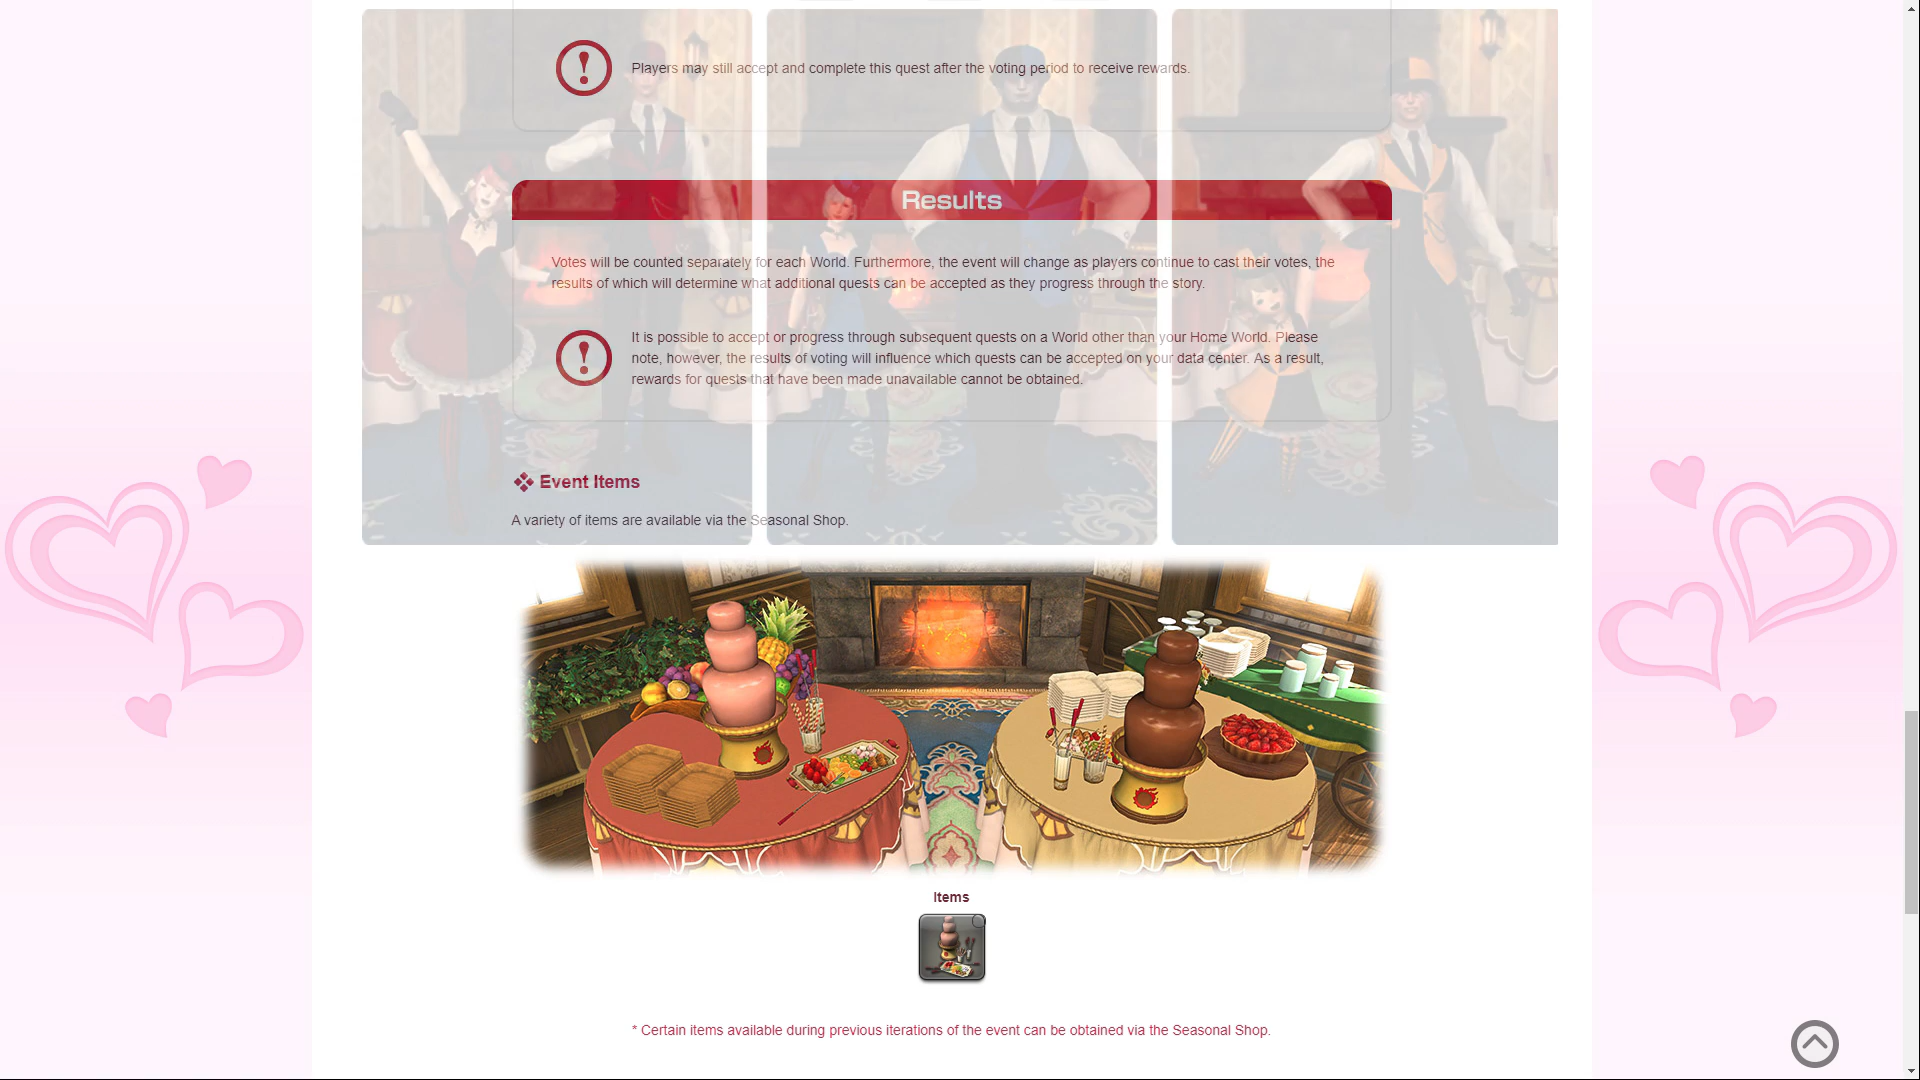 Players may still accept and complete this quest after the voting period to receive rewards.
Results
Votes will be counted separately for each World. Furthermore, the event will change as players continue to cast their votes, the
results of which will determine what additional quests can be accepted as they progress through the story.
It is possible to accept or progress through subsequent quests on a World other than your Home World. Please
note, however, the results of voting will influence which quests can be accepted on your data center. As a result,
rewards for quests that have been made unavailable cannot be obtained.
Event Items
A variety of items are available via the Seasonal Shop.
Items
* Certain items available during previous iterations of the event can be obtained via the Seasonal Shop.